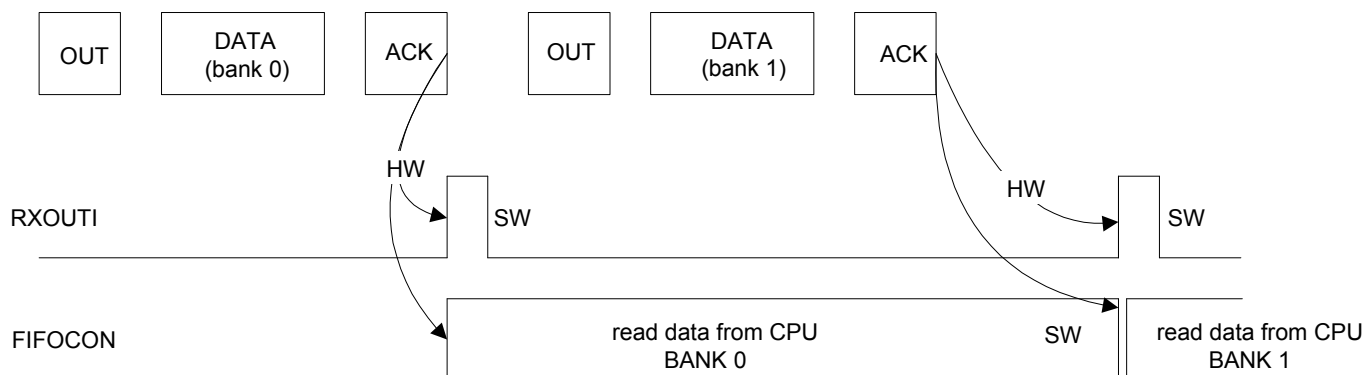 OUT
DATA
(bank 0)
ACK
OUT
DATA
(bank 1)
ACK
HW
HW
RXOUTI
SW
SW
FIFOCON
read data from CPU
BANK 0
SW
read data from CPU
BANK 1